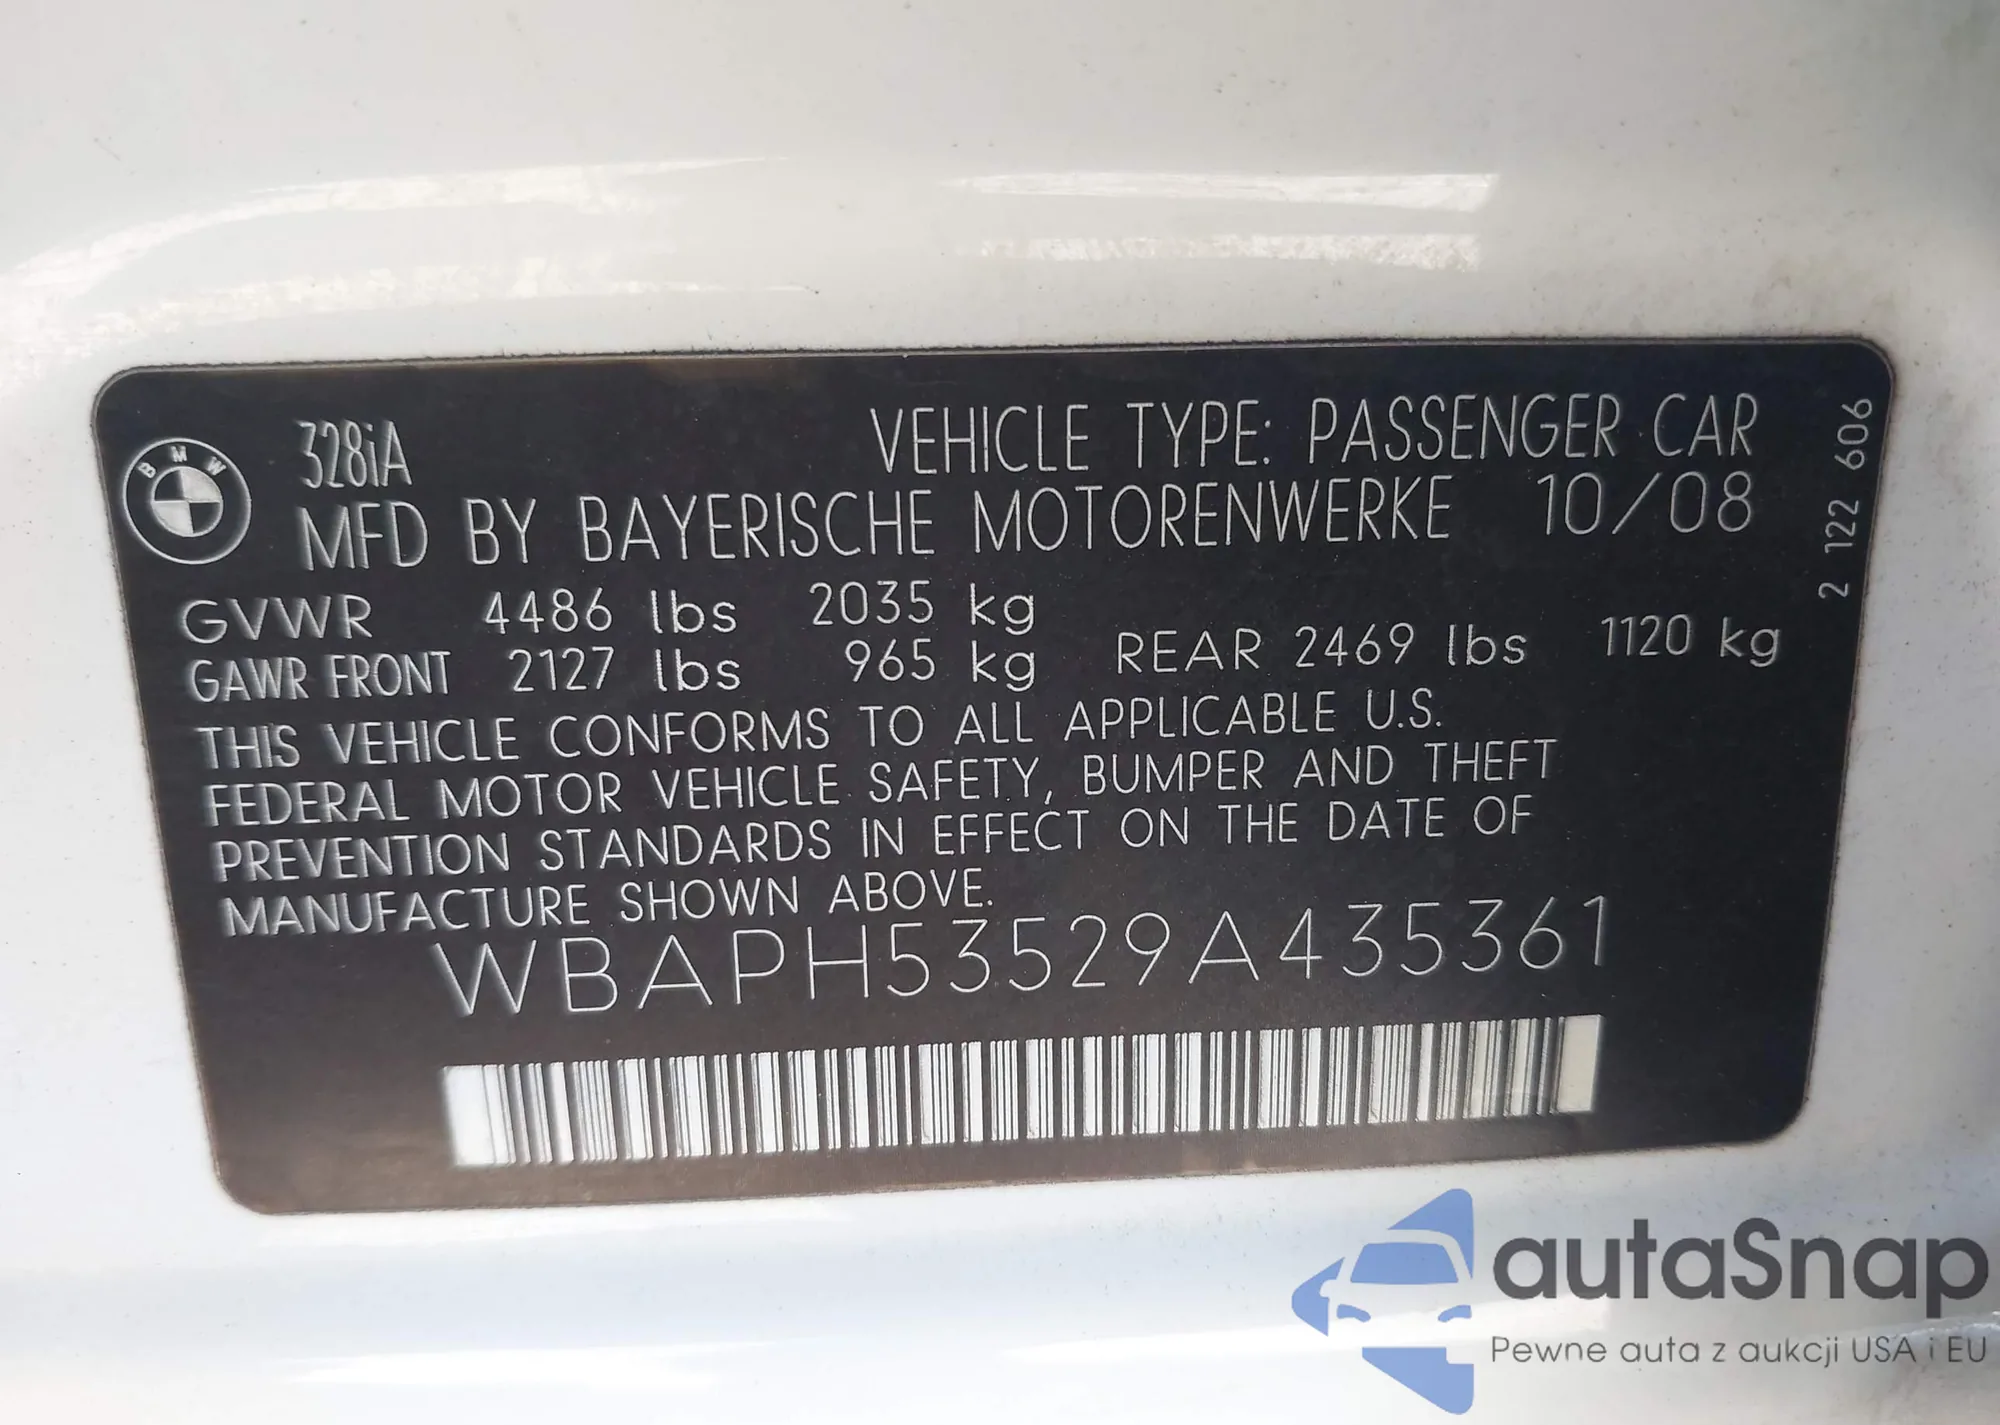 BMW
328iA VEHICLE TYPE: PASSENGER CAR
MFD BY BAYERISCHE MOTORENWERKE 10/08
GVWR 4486 lbs 2035 kg
GAWR FRONT 2127 lbs 965 kg REAR 2469 lbs 1120 kg
THIS VEHICLE CONFORMS TO ALL APPLICABLE U.S.
FEDERAL MOTOR VEHICLE SAFETY, BUMPER AND THEFT
PREVENTION STANDARDS IN EFFECT ON THE DATE OF
MANUFACTURE SHOWN ABOVE.
WBAPH53529A435361
2 122 606
autaSnap
Pewne auta z aukcji USA i EU